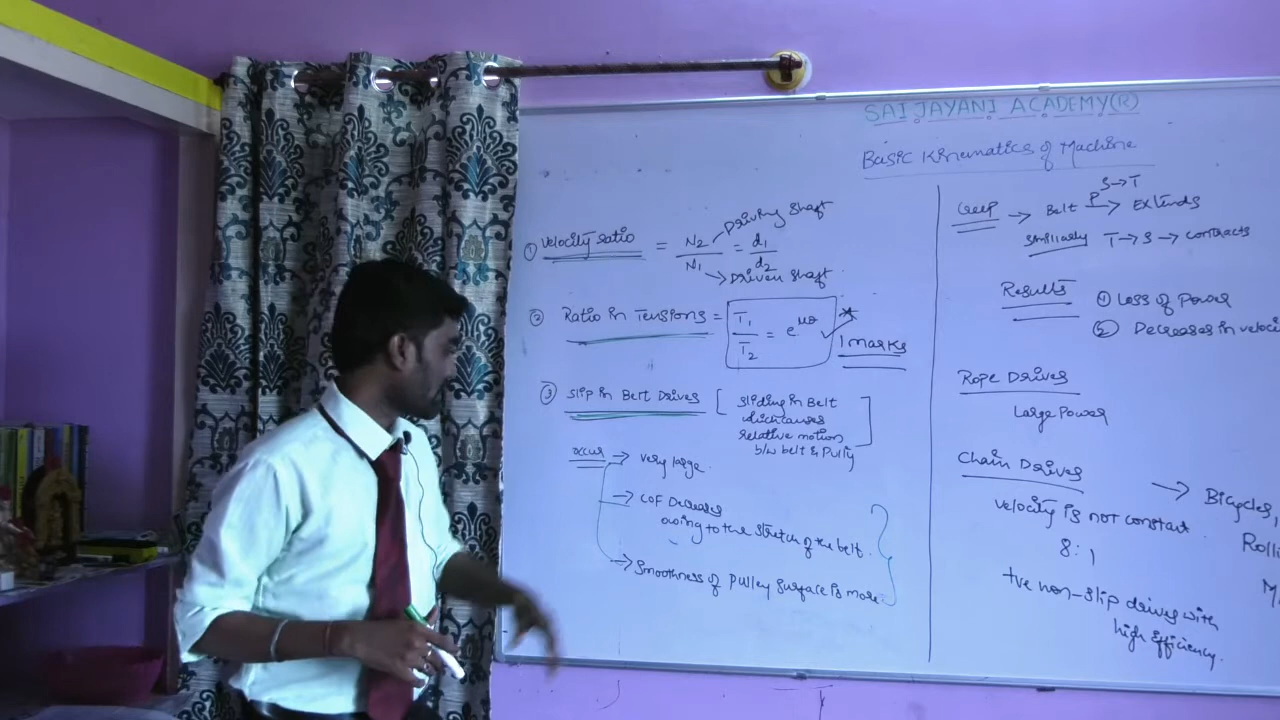 SAI JAYANI ACADEMY(R)
Basic Kinematics of Machine
① Velocity ratio = N2 / N1 = d1 / d2
Driving shaft
Driven shaft
② Ratio in Tensions = T1 / T2 = e^μθ
1 marks
③ Slip in Belt Drives [ Sliding in Belt
which causes
relative motion
b/w belt & Pully ]
occur → very large.
→ COF Decreases
owing to the stretch of the belt.
→ Smoothness of Pulley Surface is more
Creep → Belt P S→T → Extends
Similarly T → S → contracts
Results ① Loss of Power
② Decreases in veloci
Rope Drives
Large Power
Chain Drives → Bicycles,
velocity is not constant
8:1
+ve non-slip drives with
high efficiency.
Rolli
M